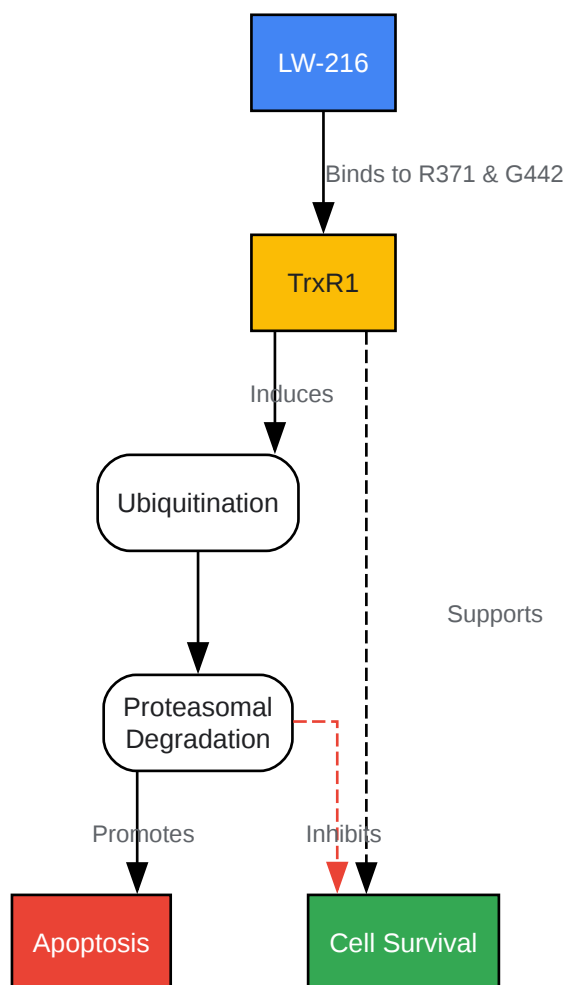 LW-216
Binds to R371 & G442
TrxR1
Induces
Ubiquitination
Supports
Proteasomal
Degradation
Promotes
Inhibits
Apoptosis
Cell Survival